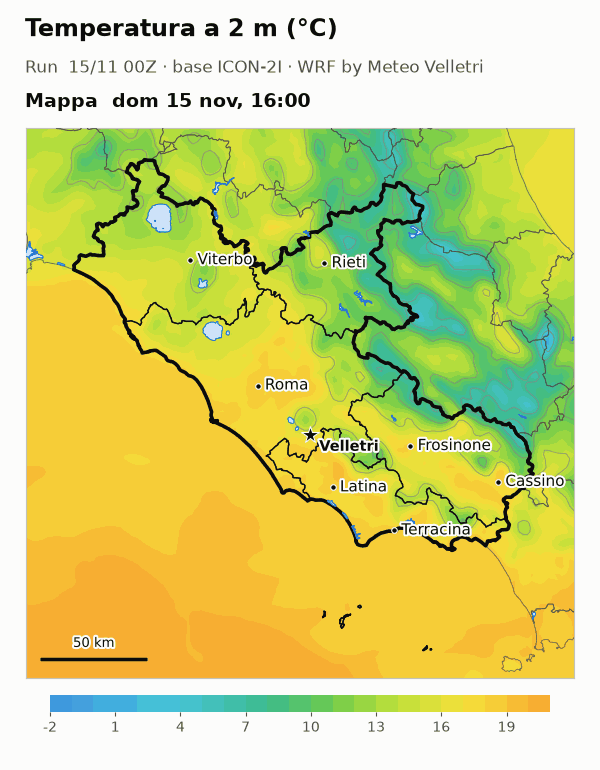 Temperatura a 2 m (°C)
Run  15/11 00Z · base ICON-2I · WRF by Meteo Velletri
Mappa  dom 15 nov, 16:00
Viterbo
Rieti
Roma
Velletri
Frosinone
Cassino
Latina
Terracina
50 km
-2 1 4 7 10 13 16 19